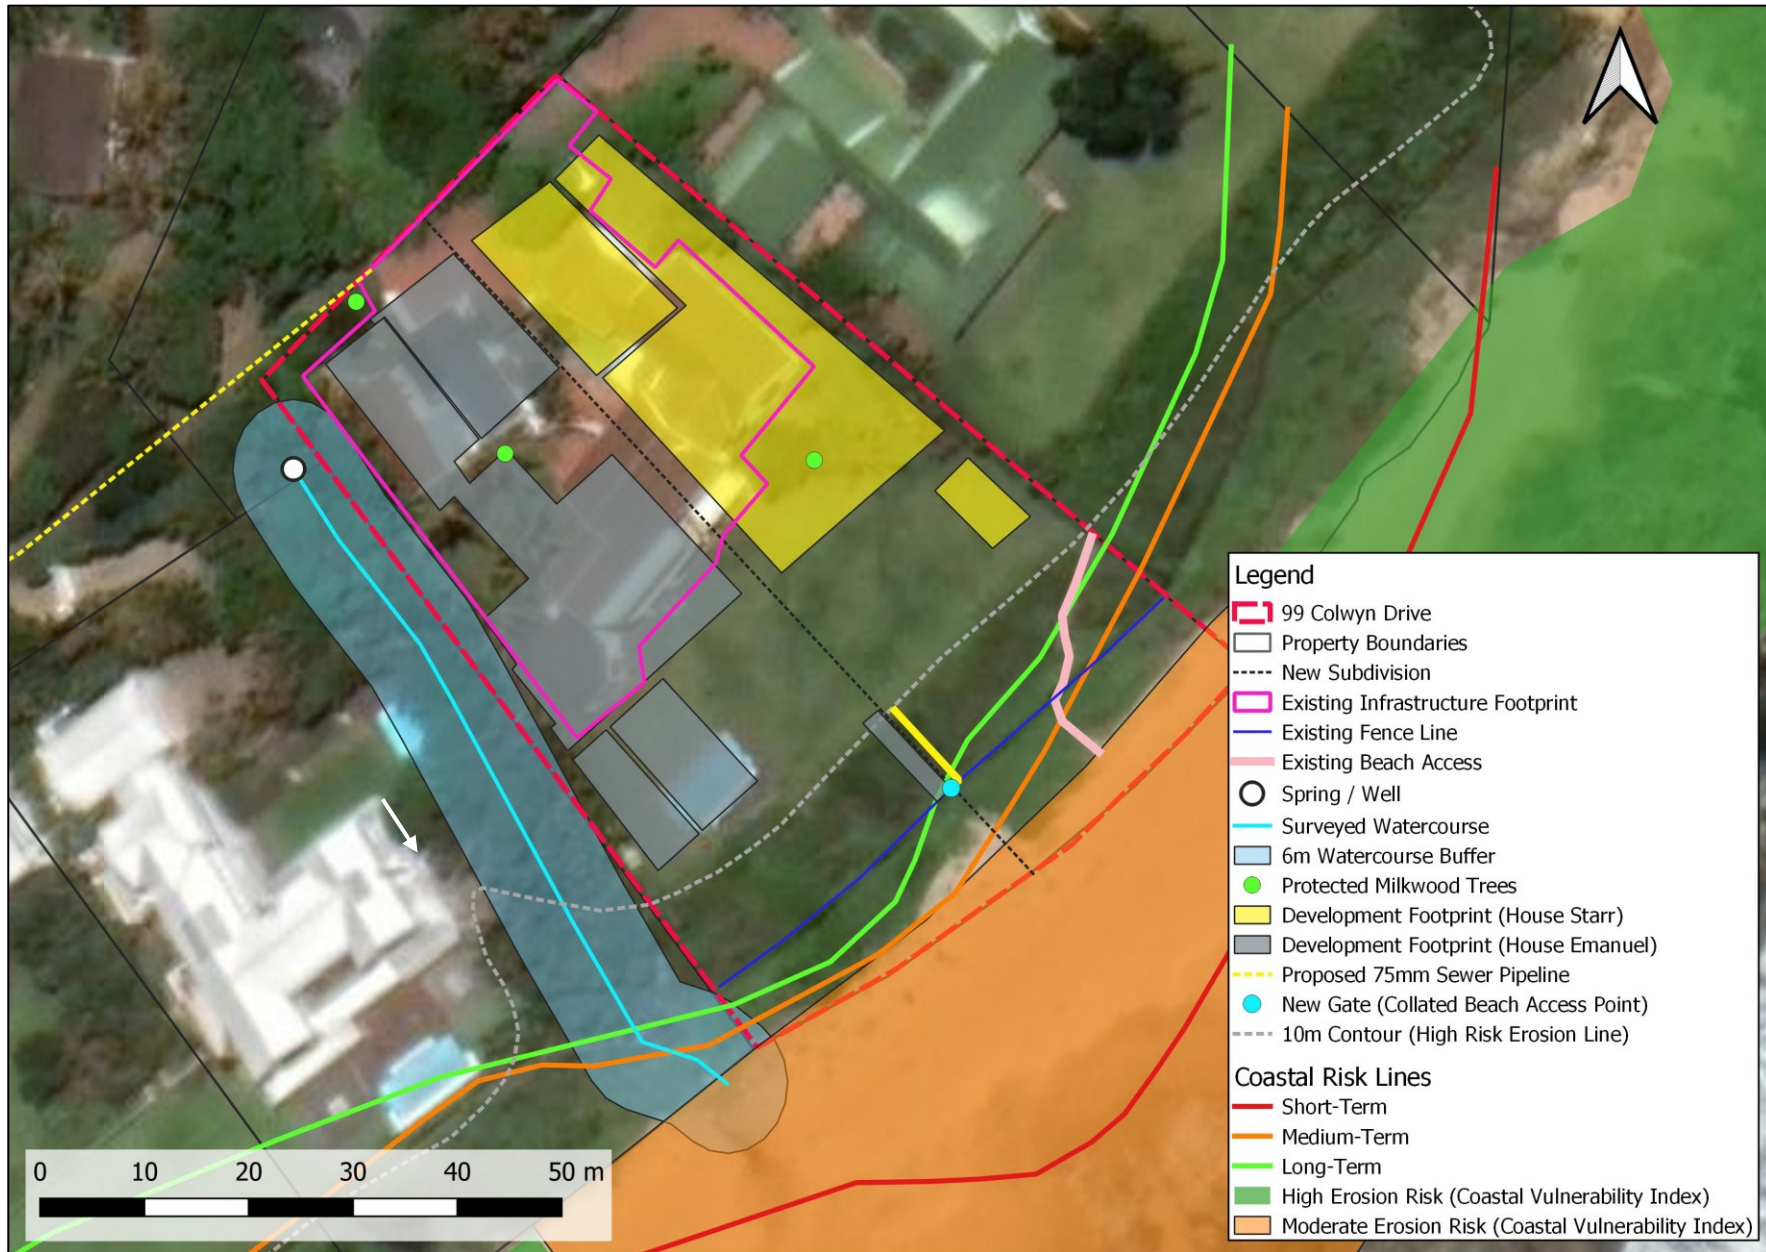 Legend
99 Colwyn Drive
Property Boundaries
New Subdivision
Existing Infrastructure Footprint
Existing Fence Line
Existing Beach Access
Spring / Well
Surveyed Watercourse
6m Watercourse Buffer
Protected Milkwood Trees
Development Footprint (House Starr)
Development Footprint (House Emanuel)
Proposed 75mm Sewer Pipeline
New Gate (Collated Beach Access Point)
10m Contour (High Risk Erosion Line)
Coastal Risk Lines
Short-Term
Medium-Term
Long-Term
High Erosion Risk (Coastal Vulnerability Index)
Moderate Erosion Risk (Coastal Vulnerability Index)
0 10 20 30 40 50 m